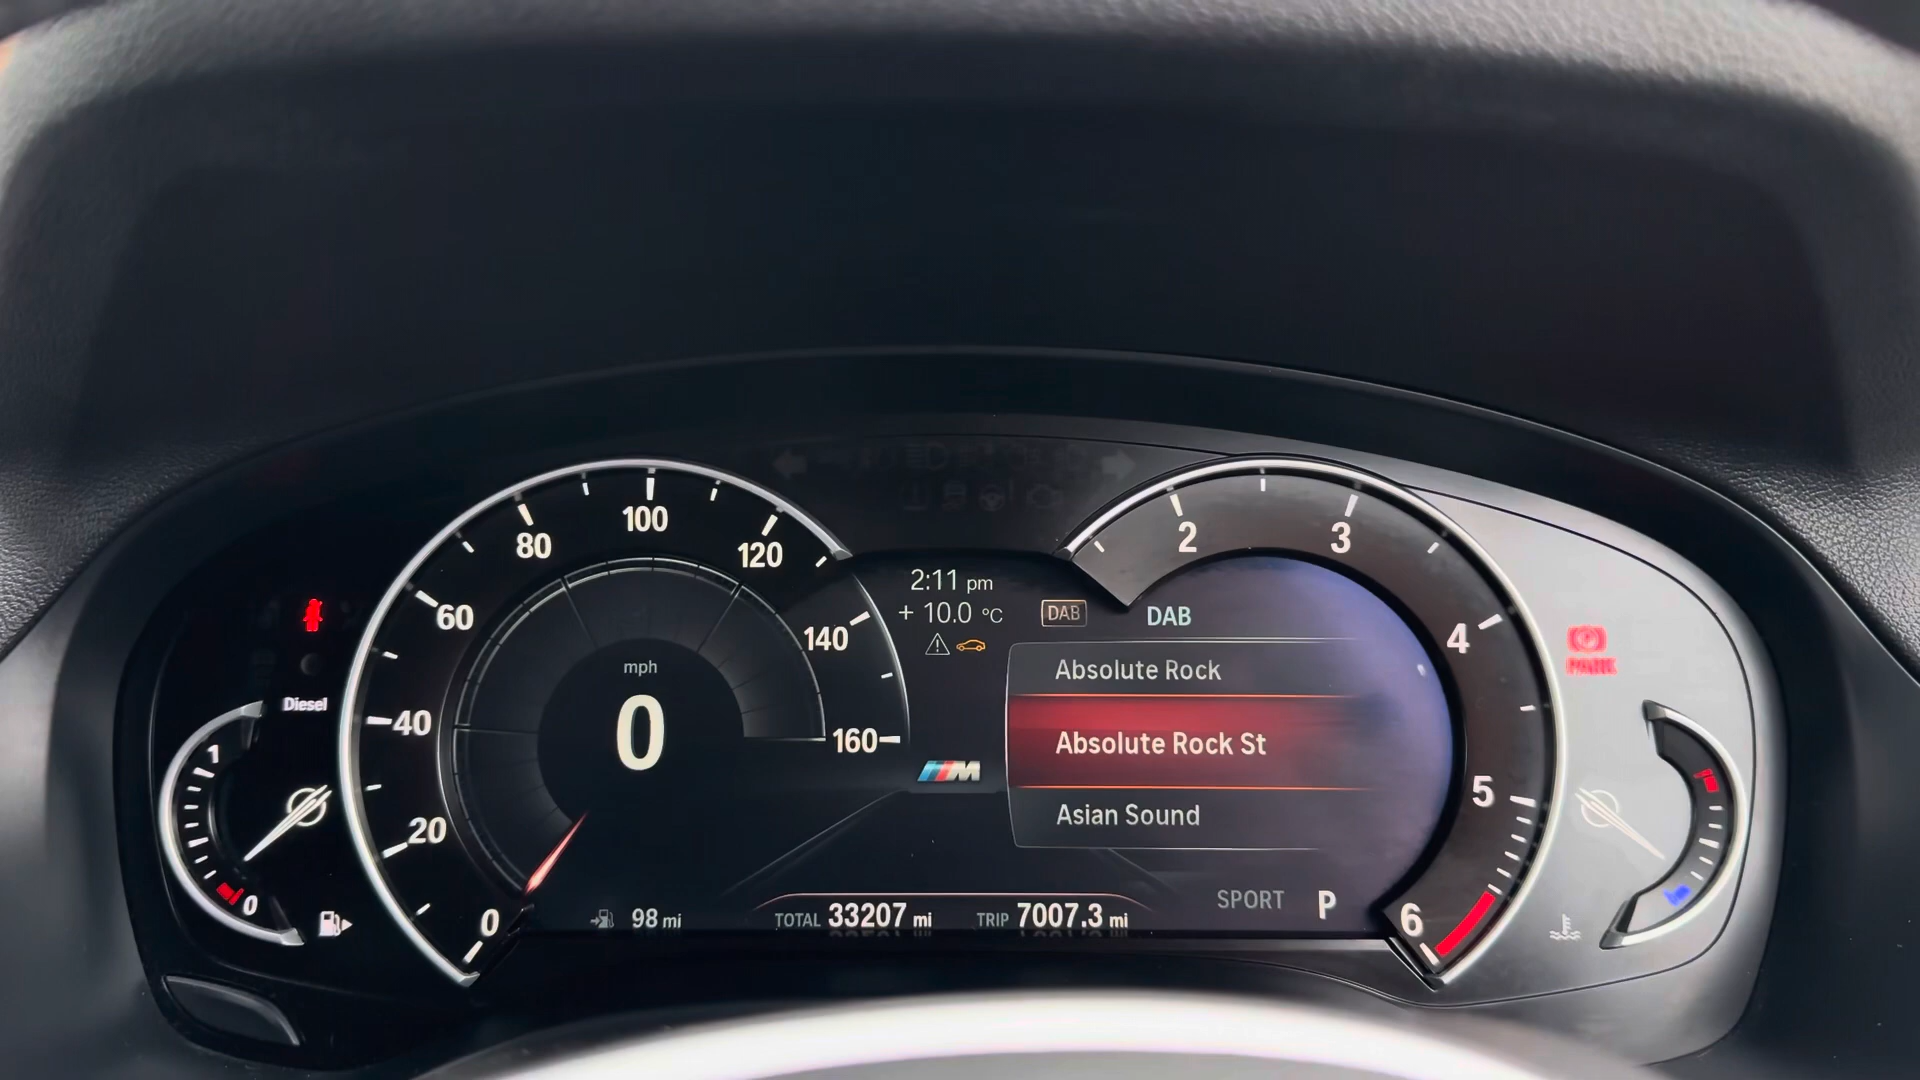 100
80
120
60
140
40
160
20
0
mph
0
2:11 pm
+ 10.0 °C
DAB
DAB
Absolute Rock
Absolute Rock St
Asian Sound
M
2
3
4
5
6
PARK
Diesel
1
0
98 mi
TOTAL 33207 mi
TRIP 7007.3 mi
SPORT P